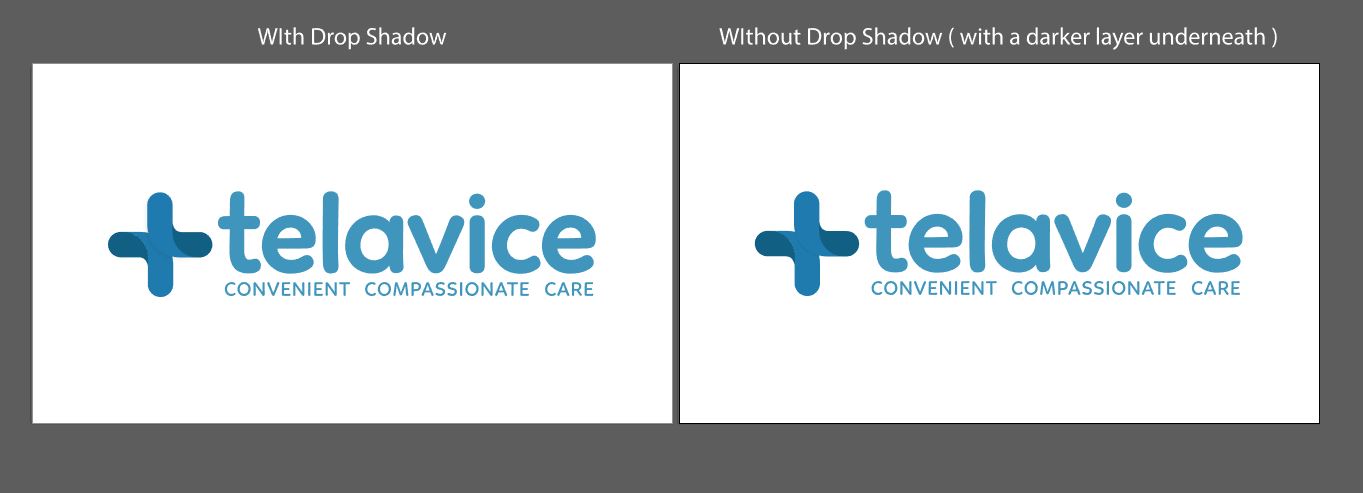 WIth Drop Shadow
WIthout Drop Shadow ( with a darker layer underneath )
telavice
CONVENIENT COMPASSIONATE CARE
telavice
CONVENIENT COMPASSIONATE CARE